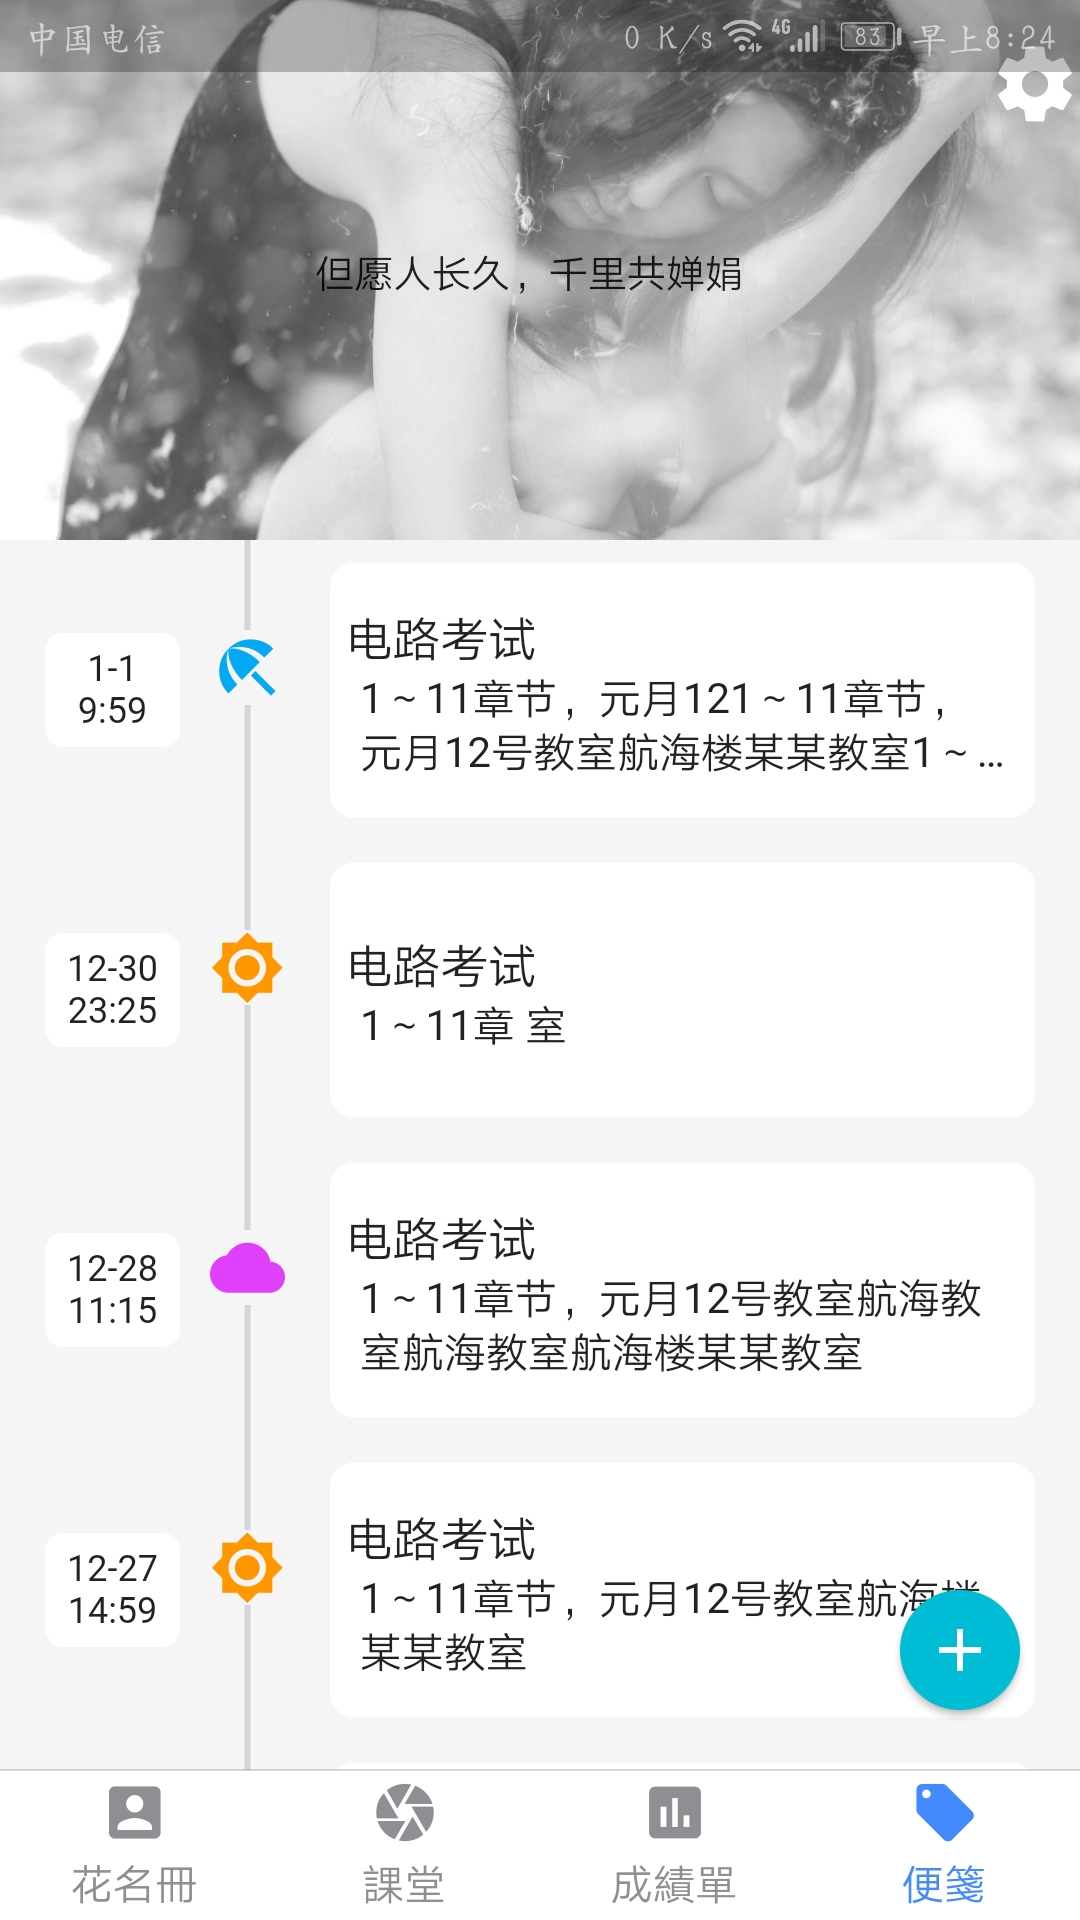 中国电信 0 K/s 4G 83 早上8:24
但愿人长久，千里共婵娟
1-1
9:59
电路考试
1～11章节，元月121～11章节，
元月12号教室航海楼某某教室1～…
12-30
23:25
电路考试
1～11章 室
12-28
11:15
电路考试
1～11章节，元月12号教室航海教
室航海教室航海楼某某教室
12-27
14:59
电路考试
1～11章节，元月12号教室航海楼
某某教室
花名冊 課堂 成績單 便箋